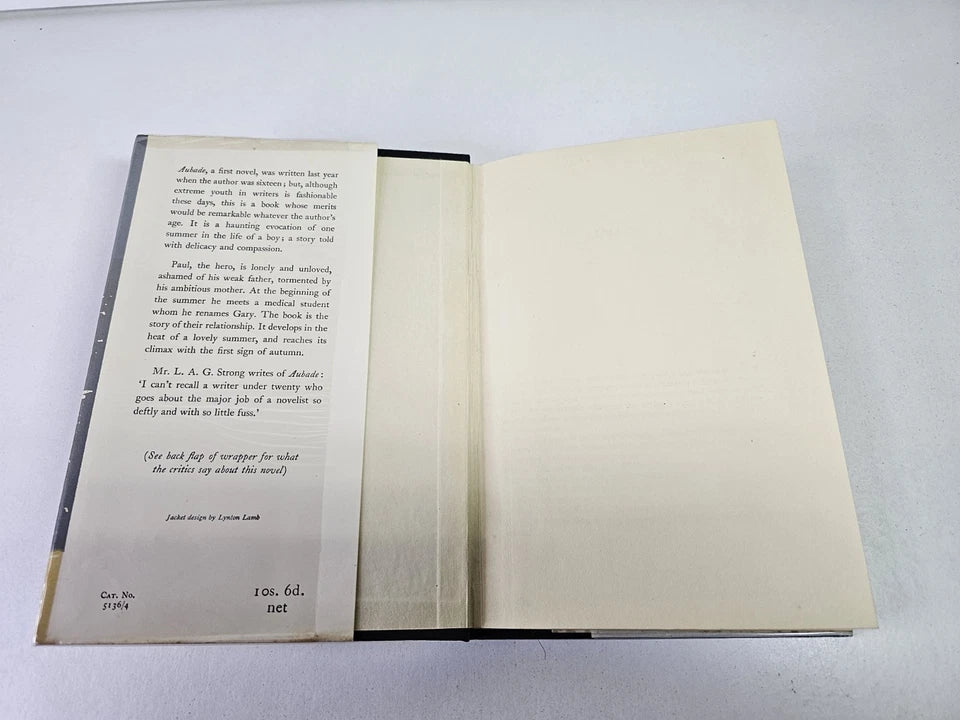 Aubade, a first novel, was written last year
when the author was sixteen; but, although
extreme youth in writers is fashionable
these days, this is a book whose merits
would be remarkable whatever the author's
age. It is a haunting evocation of one
summer in the life of a boy; a story told
with delicacy and compassion.
Paul, the hero, is lonely and unloved,
ashamed of his weak father, tormented by
his ambitious mother. At the beginning of
the summer he meets a medical student
whom he renames Gary. The book is the
story of their relationship. It develops in the
heat of a lovely summer, and reaches its
climax with the first sign of autumn.
Mr. L. A. G. Strong writes of Aubade:
'I can't recall a writer under twenty who
goes about the major job of a novelist so
deftly and with so little fuss.'
(See back flap of wrapper for what
the critics say about this novel)
Jacket design by Lynton Lamb
Cat. No.
5136/4
10s. 6d.
net